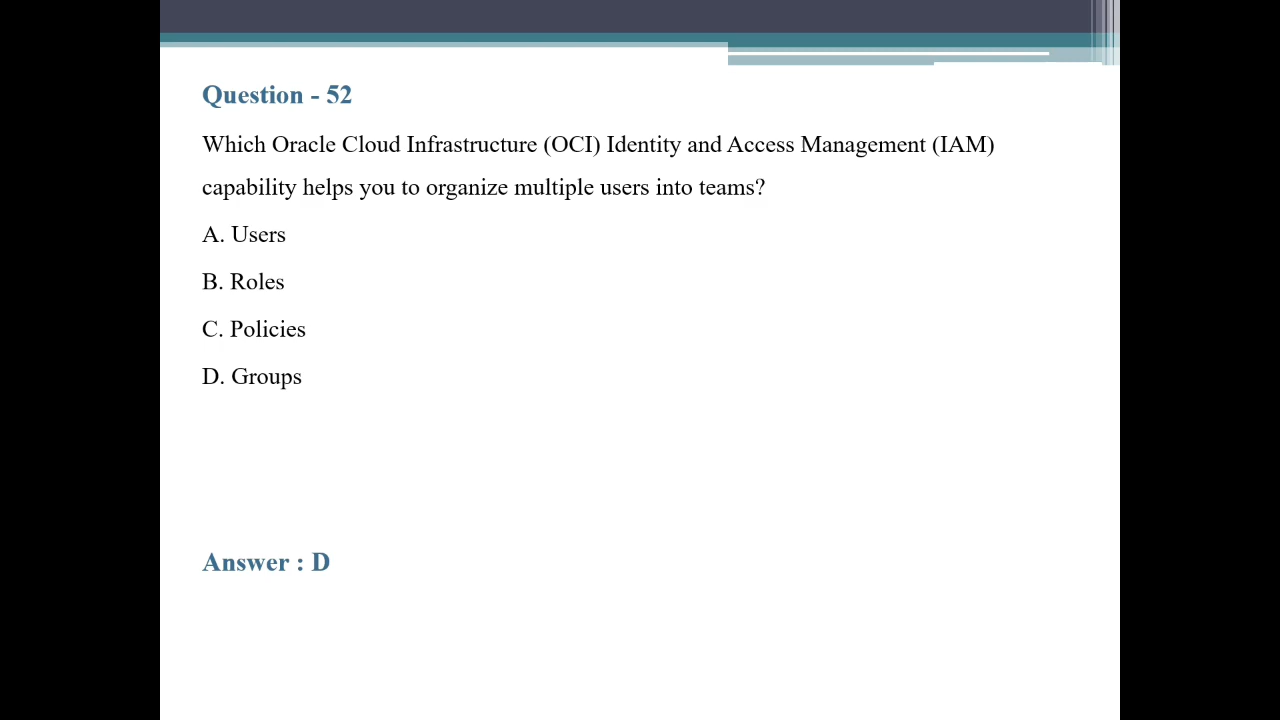 Question - 52
Which Oracle Cloud Infrastructure (OCI) Identity and Access Management (IAM)
capability helps you to organize multiple users into teams?
A. Users
B. Roles
C. Policies
D. Groups
Answer : D